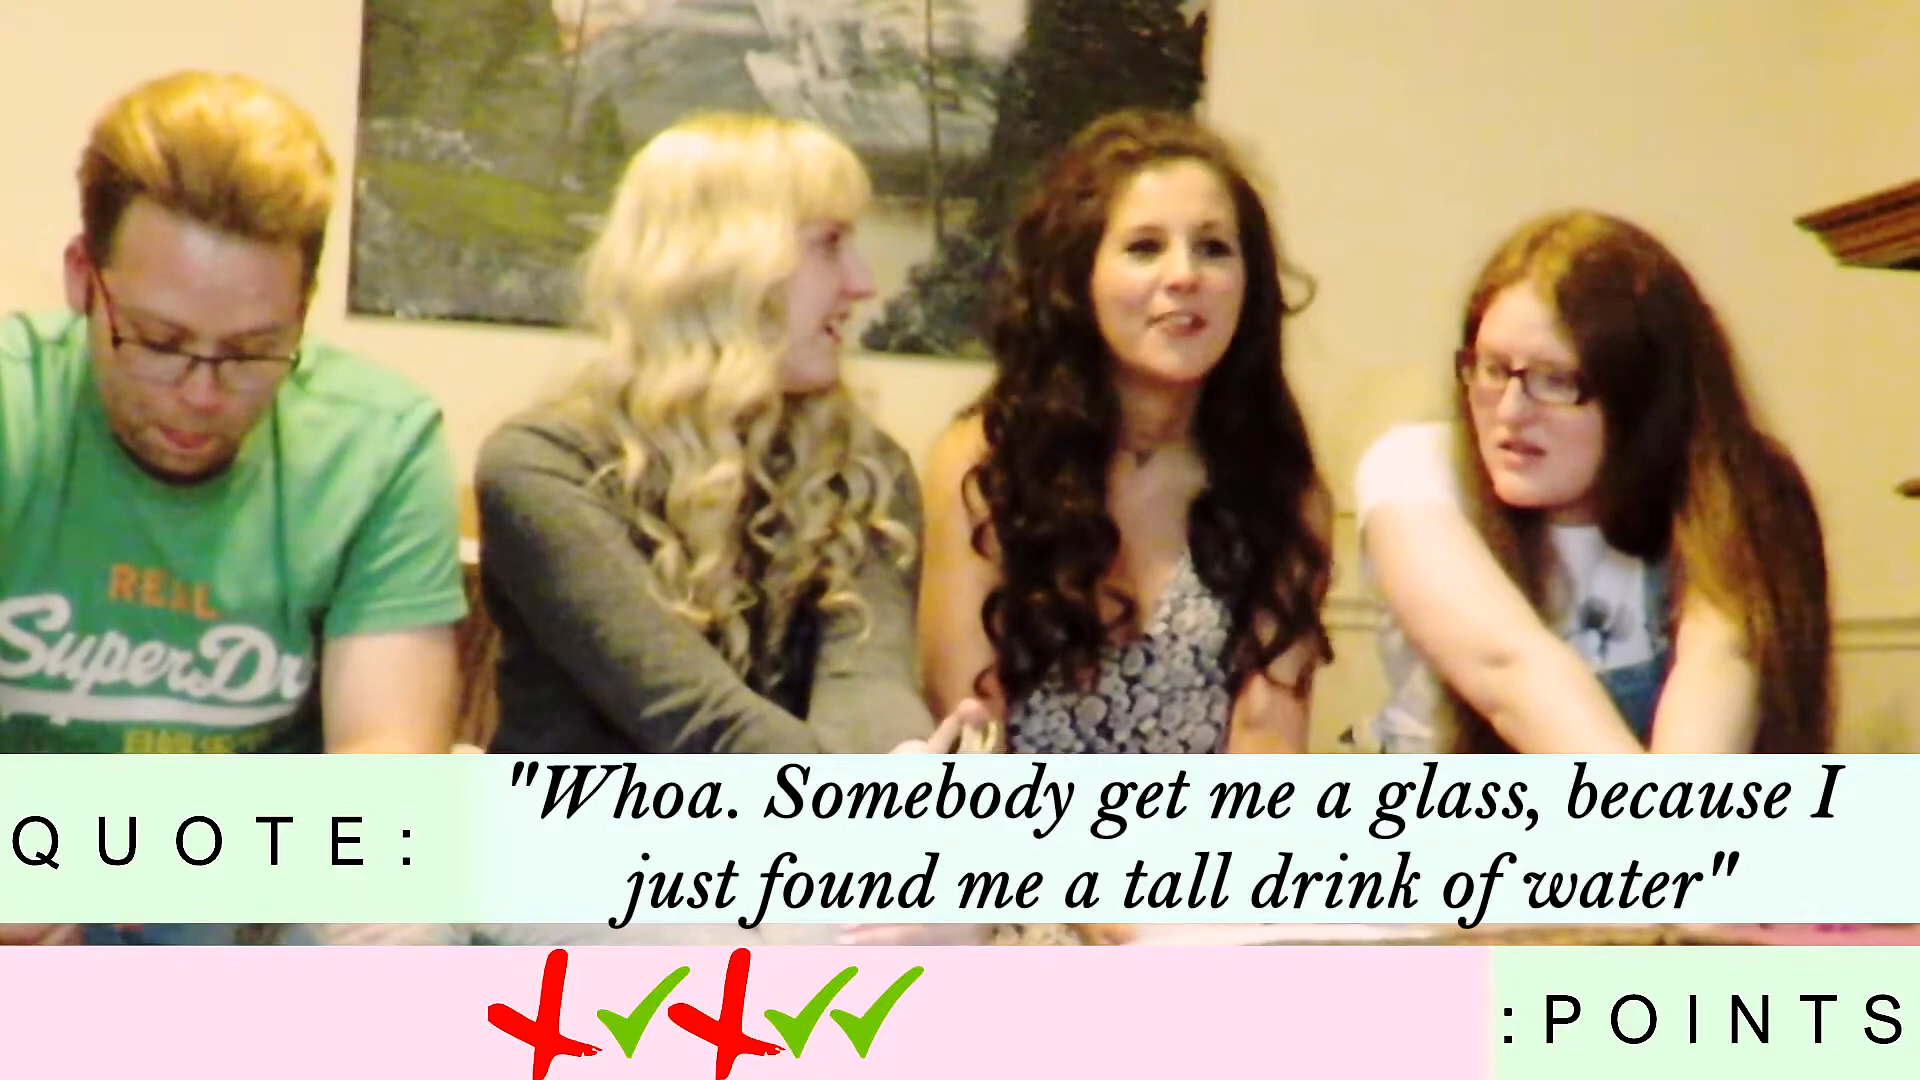 REAL
SuperDr
QUOTE:
"Whoa. Somebody get me a glass, because I
just found me a tall drink of water"
:POINTS